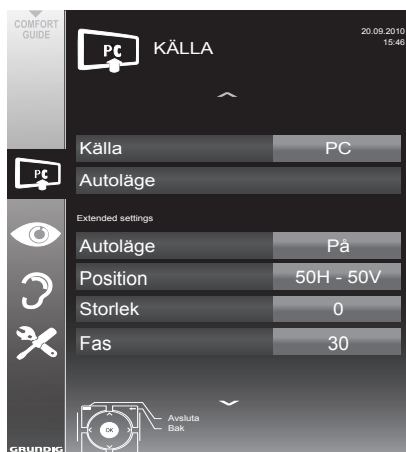 COMFORT
GUIDE
PC
KÄLLA
20.09.2010
15:46
Källa PC
PC
Autoläge
Extended settings
Autoläge På
Position 50H - 50V
Storlek 0
Fas 30
OK
Avsluta
Bak
GRUNDIG